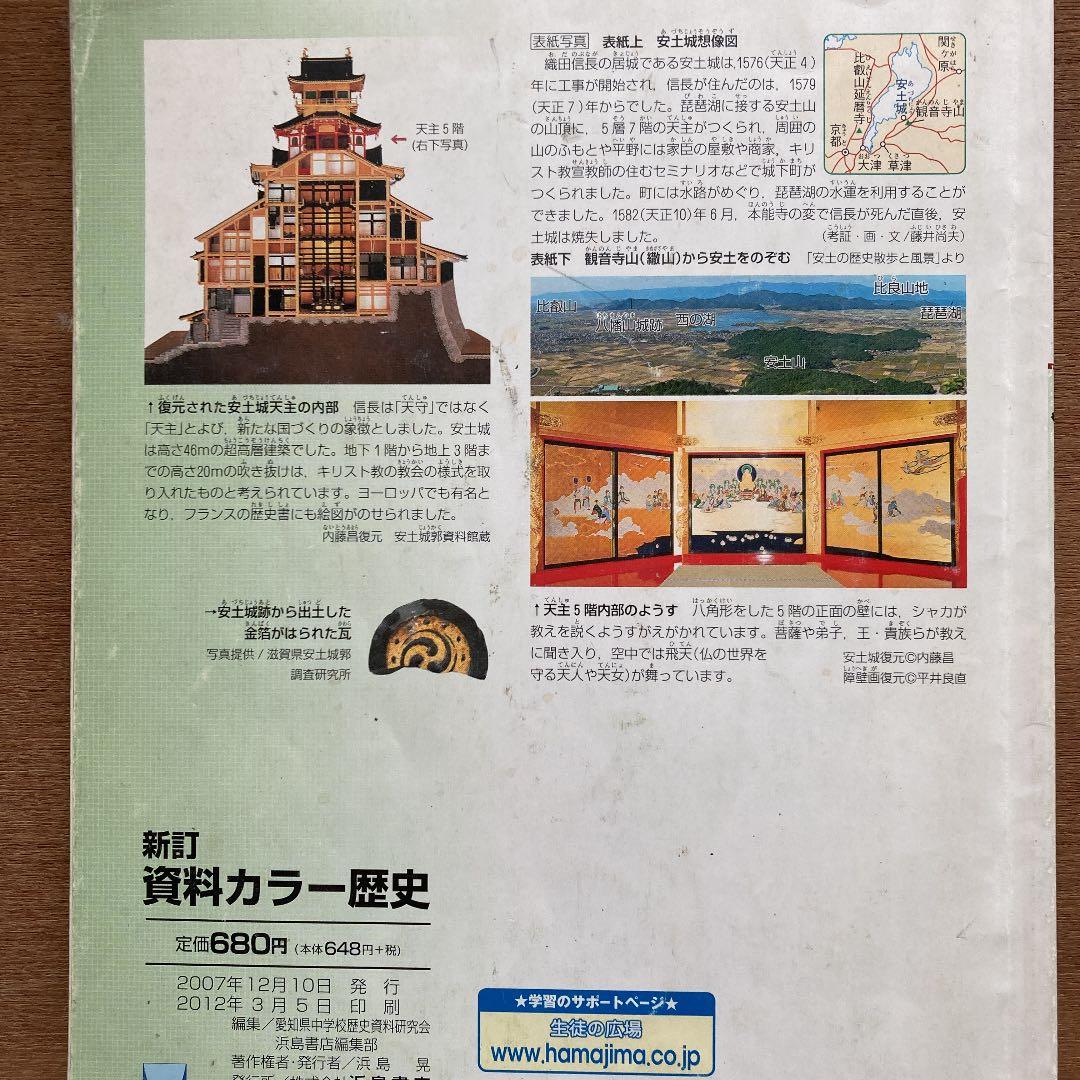 天主5階
(右下写真)
↑復元された安土城天主の内部　信長は「天守」ではなく
「天主」とよび，新たな国づくりの象徴としました。安土城
は高さ46mの超高層建築でした。地下1階から地上3階ま
での高さ20mの吹き抜けは，キリスト教の教会の様式を取
り入れたものと考えられています。ヨーロッパでも有名と
なり，フランスの歴史書にも絵図がのせられました。
内藤昌復元　安土城郭資料館蔵
→安土城跡から出土した
金箔がはられた瓦
写真提供/滋賀県安土城郭
調査研究所
表紙写真　表紙上　安土城想像図
織田信長の居城である安土城は,1576(天正4)
年に工事が開始され，信長が住んだのは，1579
(天正7)年からでした。琵琶湖に接する安土山
の山頂に，5層7階の天主がつくられ，周囲の
山のふもとや平野には家臣の屋敷や商家，キリ
スト教宣教師の住むセミナリオなどで城下町が
つくられました。町には水路がめぐり，琵琶湖の水運を利用することが
できました。1582(天正10)年6月，本能寺の変で信長が死んだ直後，安
土城は焼失しました。　(考証・画・文/藤井尚夫)
関ヶ原
比叡山延暦寺
安土城
観音寺山
京都
大津
草津
表紙下　観音寺山(繖山)から安土をのぞむ　「安土の歴史散歩と風景」より
比叡山
八幡山城跡
西の湖
比良山地
琵琶湖
安土山
↑天主5階内部のようす　八角形をした5階の正面の壁には，シャカが
教えを説くようすがえがかれています。菩薩や弟子，王・貴族らが教え
に聞き入り，空中では飛天(仏の世界を
守る天人や天女)が舞っています。
安土城復元©内藤昌
障壁画復元©平井良直
新訂
資料カラー歴史
定価680円(本体648円+税)
2007年12月10日　発　行
2012年 3月 5日　印　刷
編集／愛知県中学校歴史資料研究会
浜島書店編集部
著作権者・発行者／浜　島　　晃
発行所／株式会社浜島書店
★学習のサポートページ★
生徒の広場
www.hamajima.co.jp